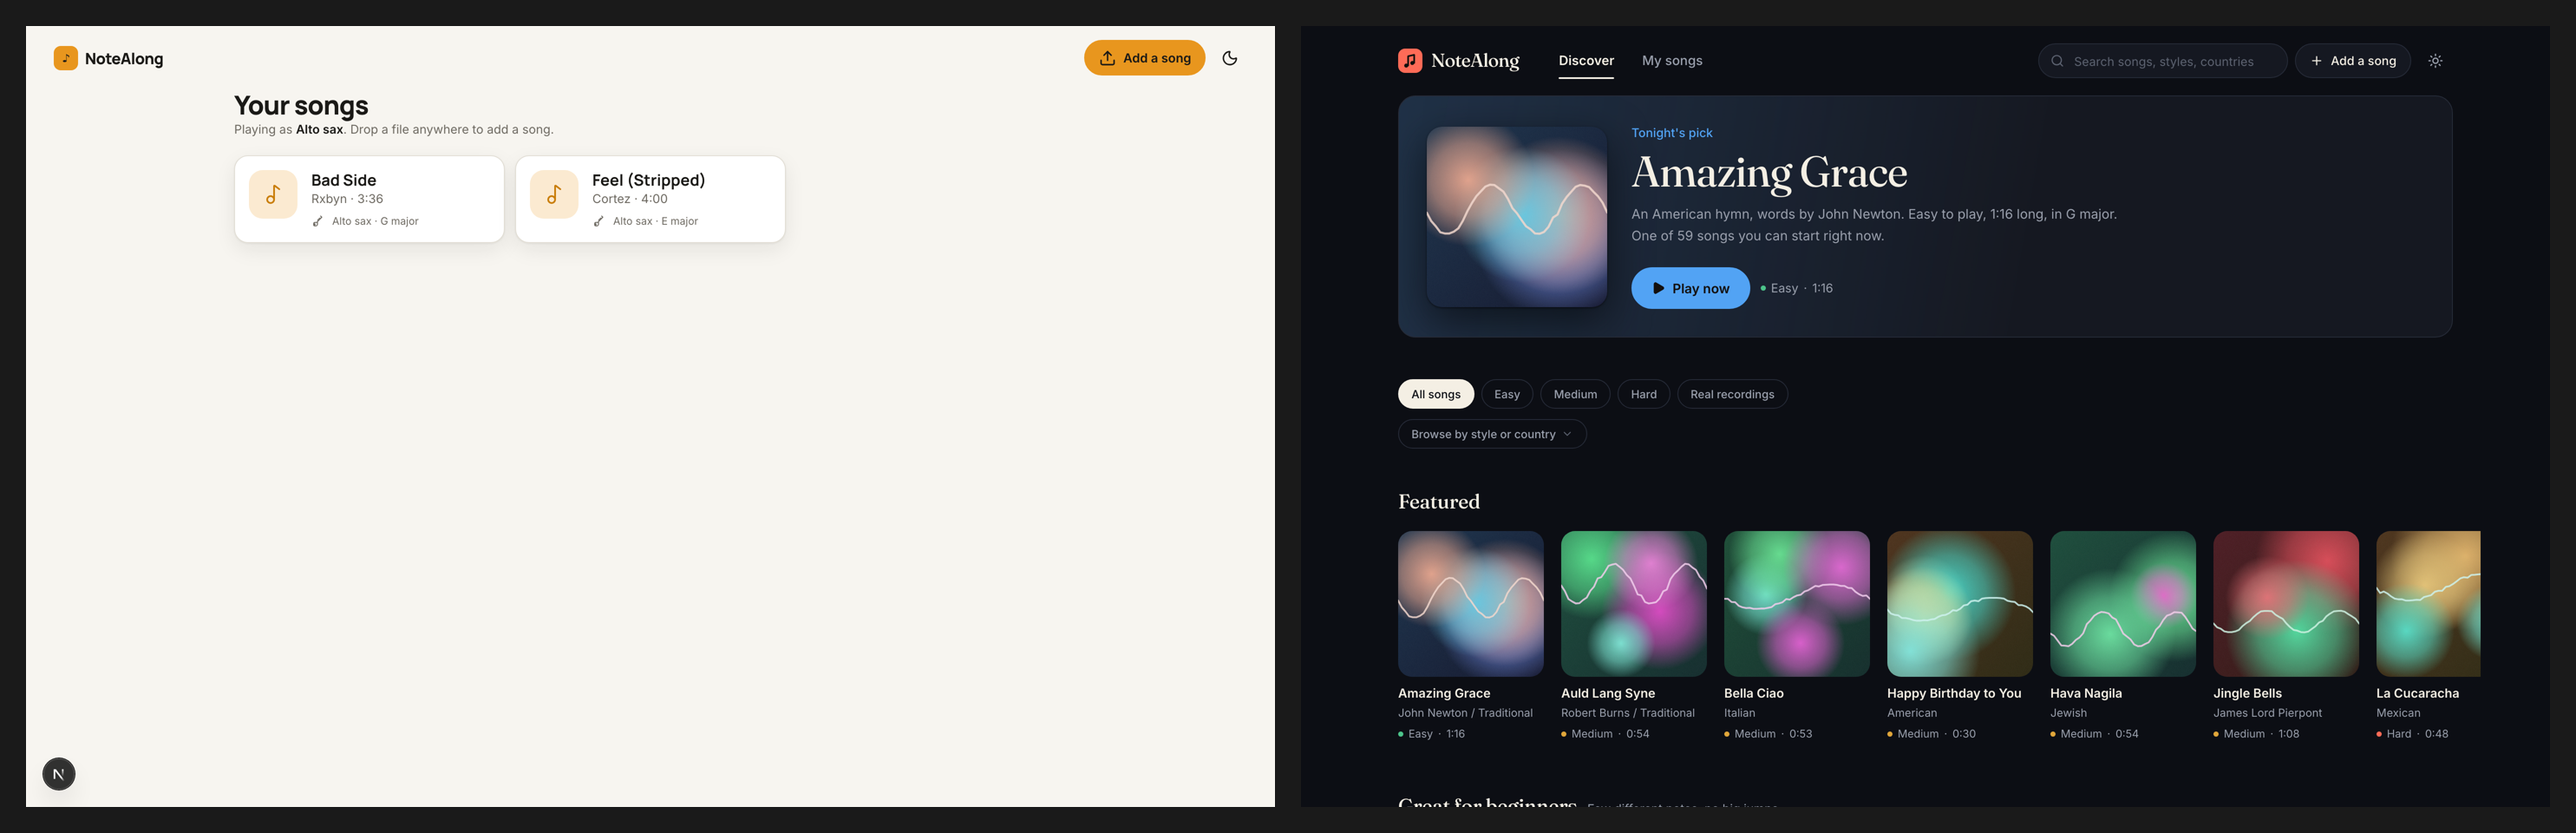 NoteAlong
Add a song
Your songs
Playing as Alto sax. Drop a file anywhere to add a song.
Bad Side
Rxbyn · 3:36
Alto sax · G major
Feel (Stripped)
Cortez · 4:00
Alto sax · E major
N
NoteAlong
Discover
My songs
Search songs, styles, countries
Add a song
Tonight's pick
Amazing Grace
An American hymn, words by John Newton. Easy to play, 1:16 long, in G major.
One of 59 songs you can start right now.
Play now
Easy · 1:16
All songs
Easy
Medium
Hard
Real recordings
Browse by style or country
Featured
Amazing Grace
John Newton / Traditional
Easy · 1:16
Auld Lang Syne
Robert Burns / Traditional
Medium · 0:54
Bella Ciao
Italian
Medium · 0:53
Happy Birthday to You
American
Medium · 0:30
Hava Nagila
Jewish
Medium · 0:54
Jingle Bells
James Lord Pierpont
Medium · 1:08
La Cucaracha
Mexican
Hard · 0:48
Great for beginners